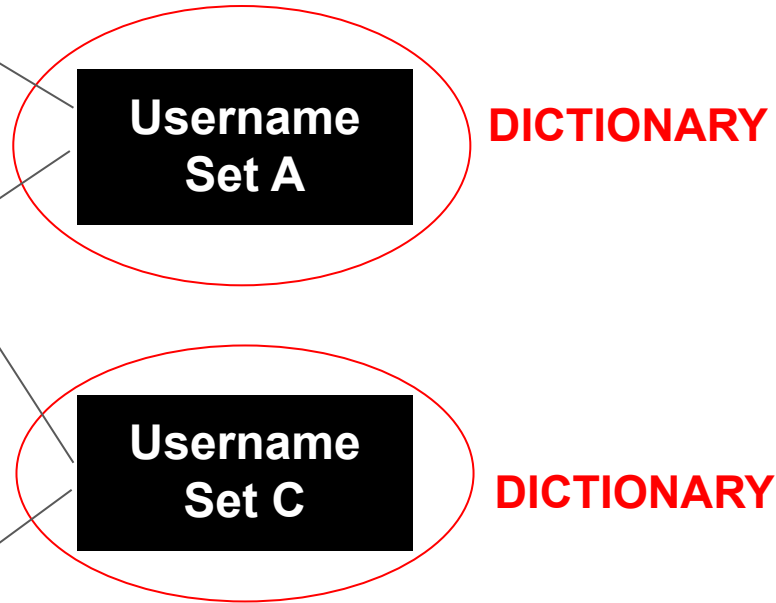 Username
Set A
DICTIONARY
Username
Set C
DICTIONARY